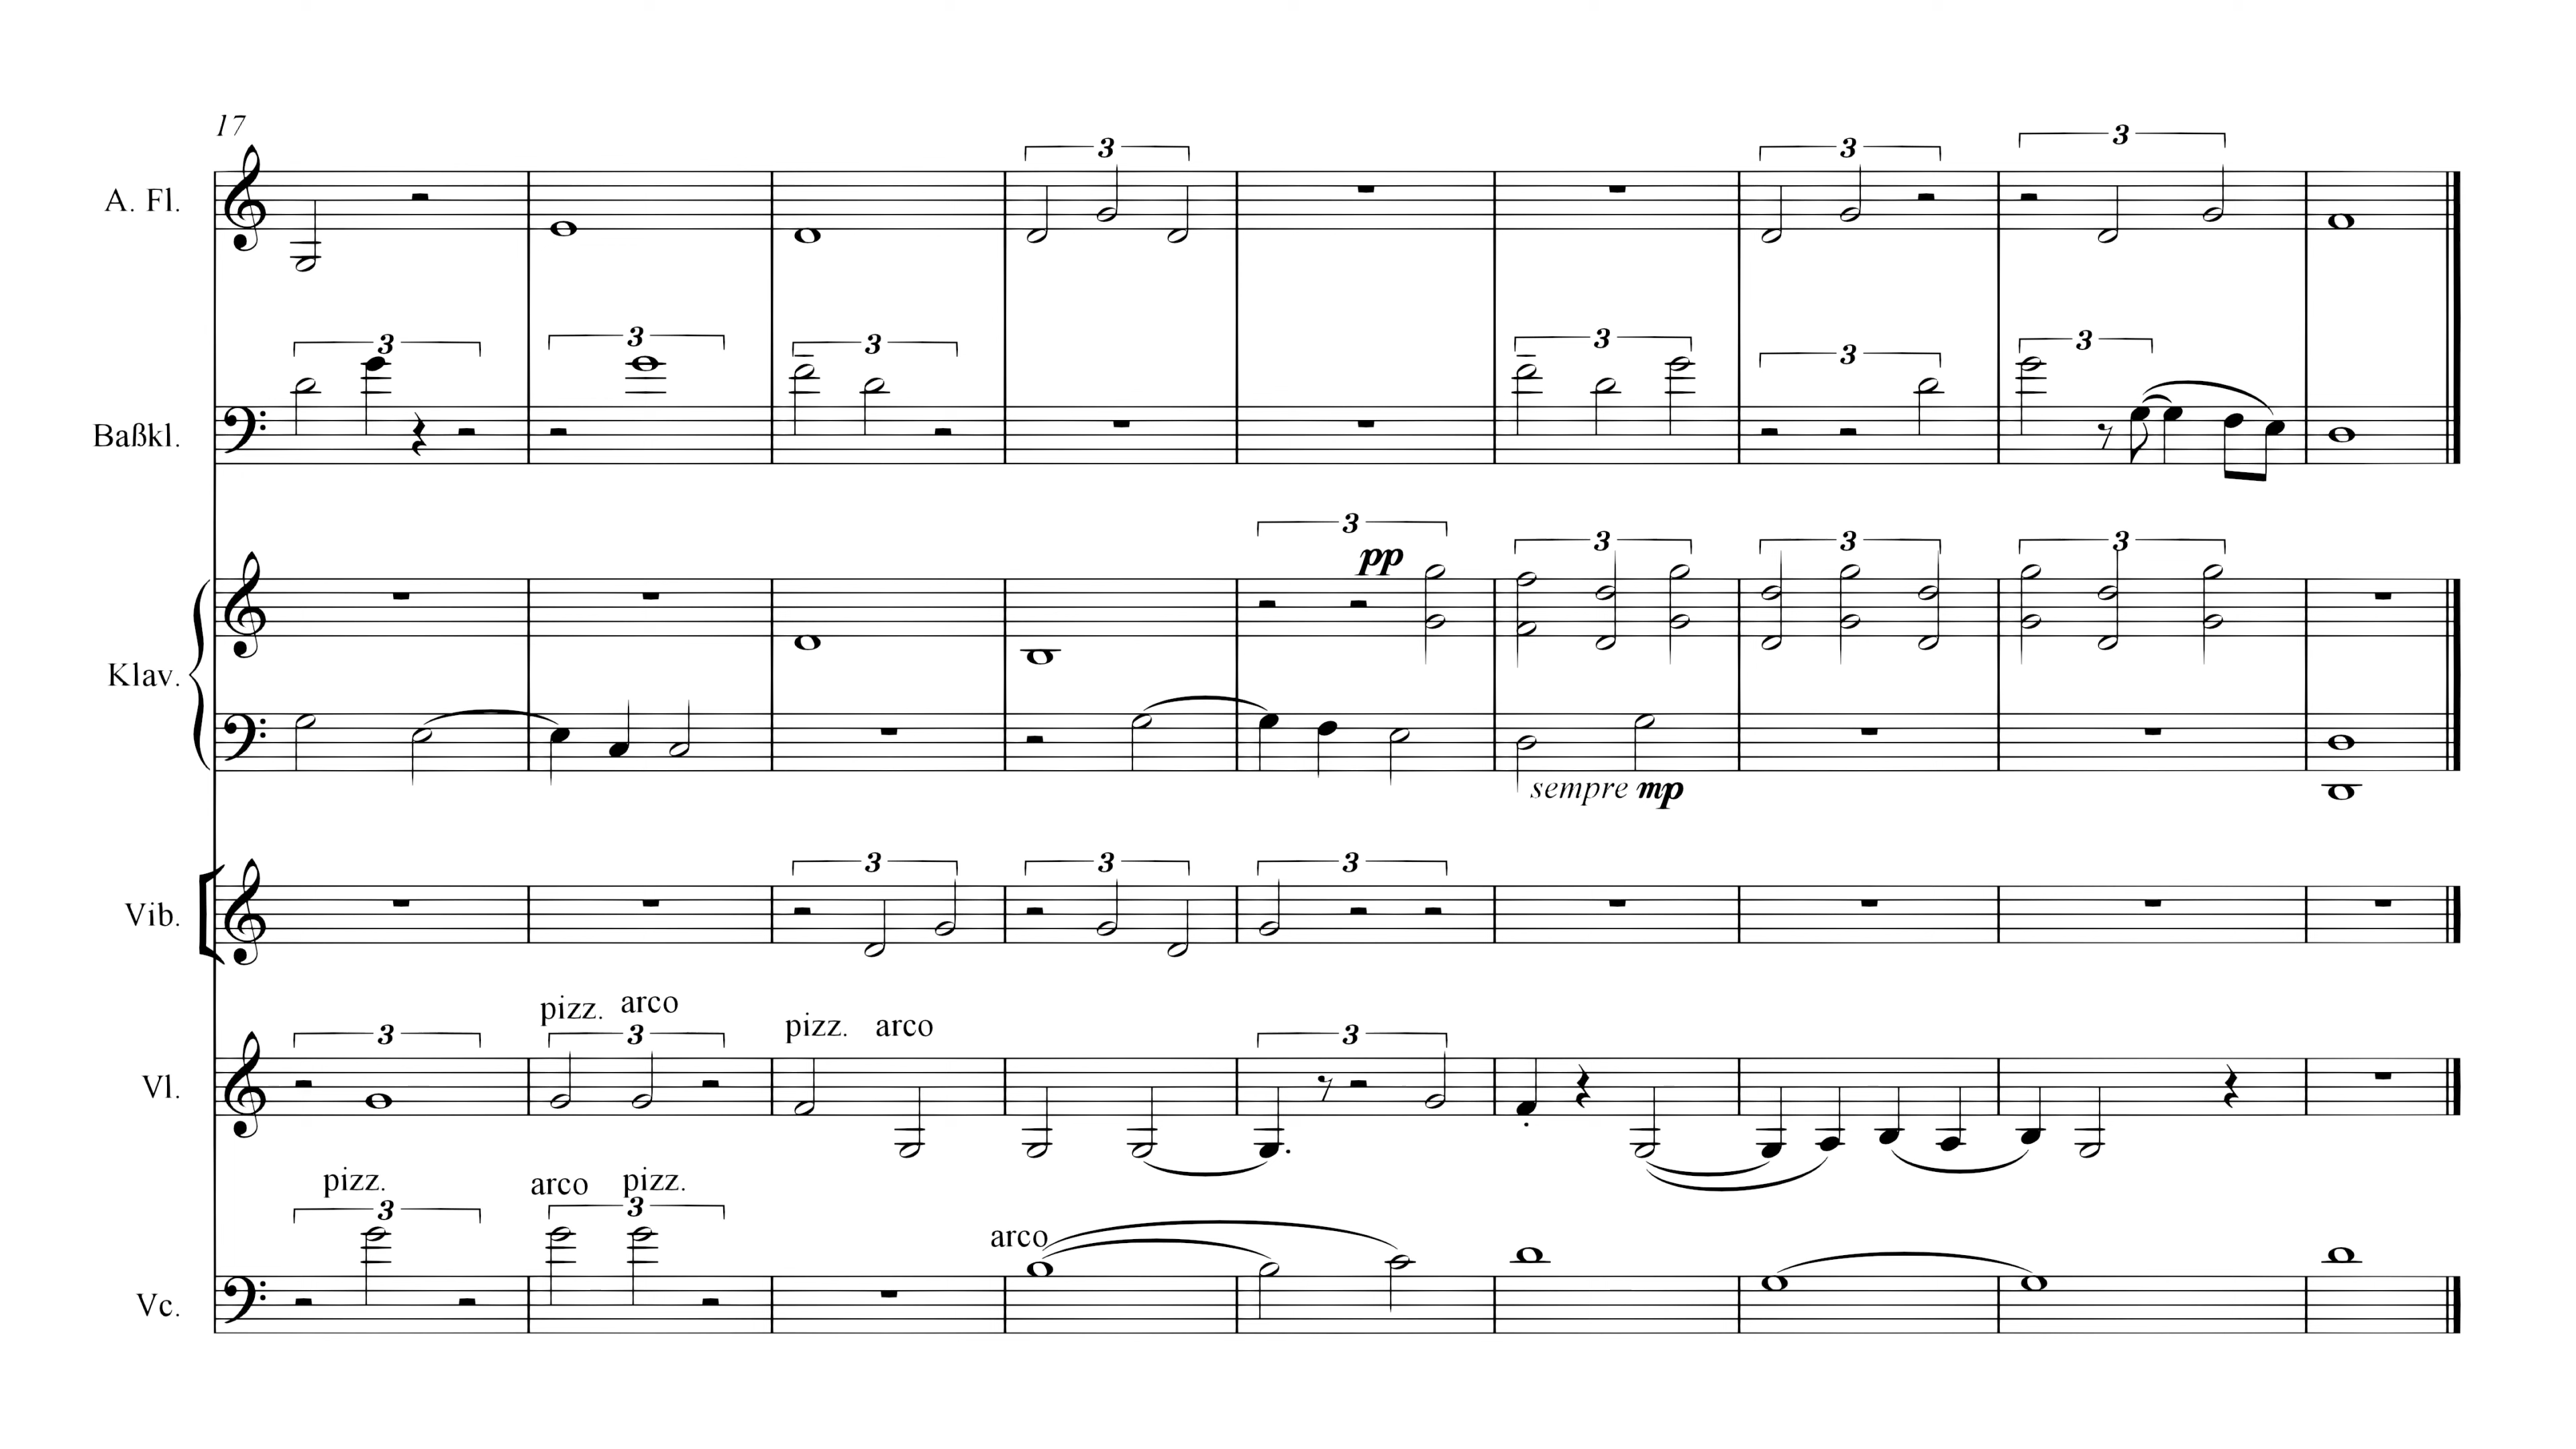 17
3 3
A. Fl. 3 3
3 3 3 3 3 3
Baßkl.
3 pp 3 3 3
Klav.
sempre mp
3 3 3
Vib.
pizz. arco pizz. arco
3 3 3
Vl.
pizz. arco pizz.
3 3
arco
Vc.